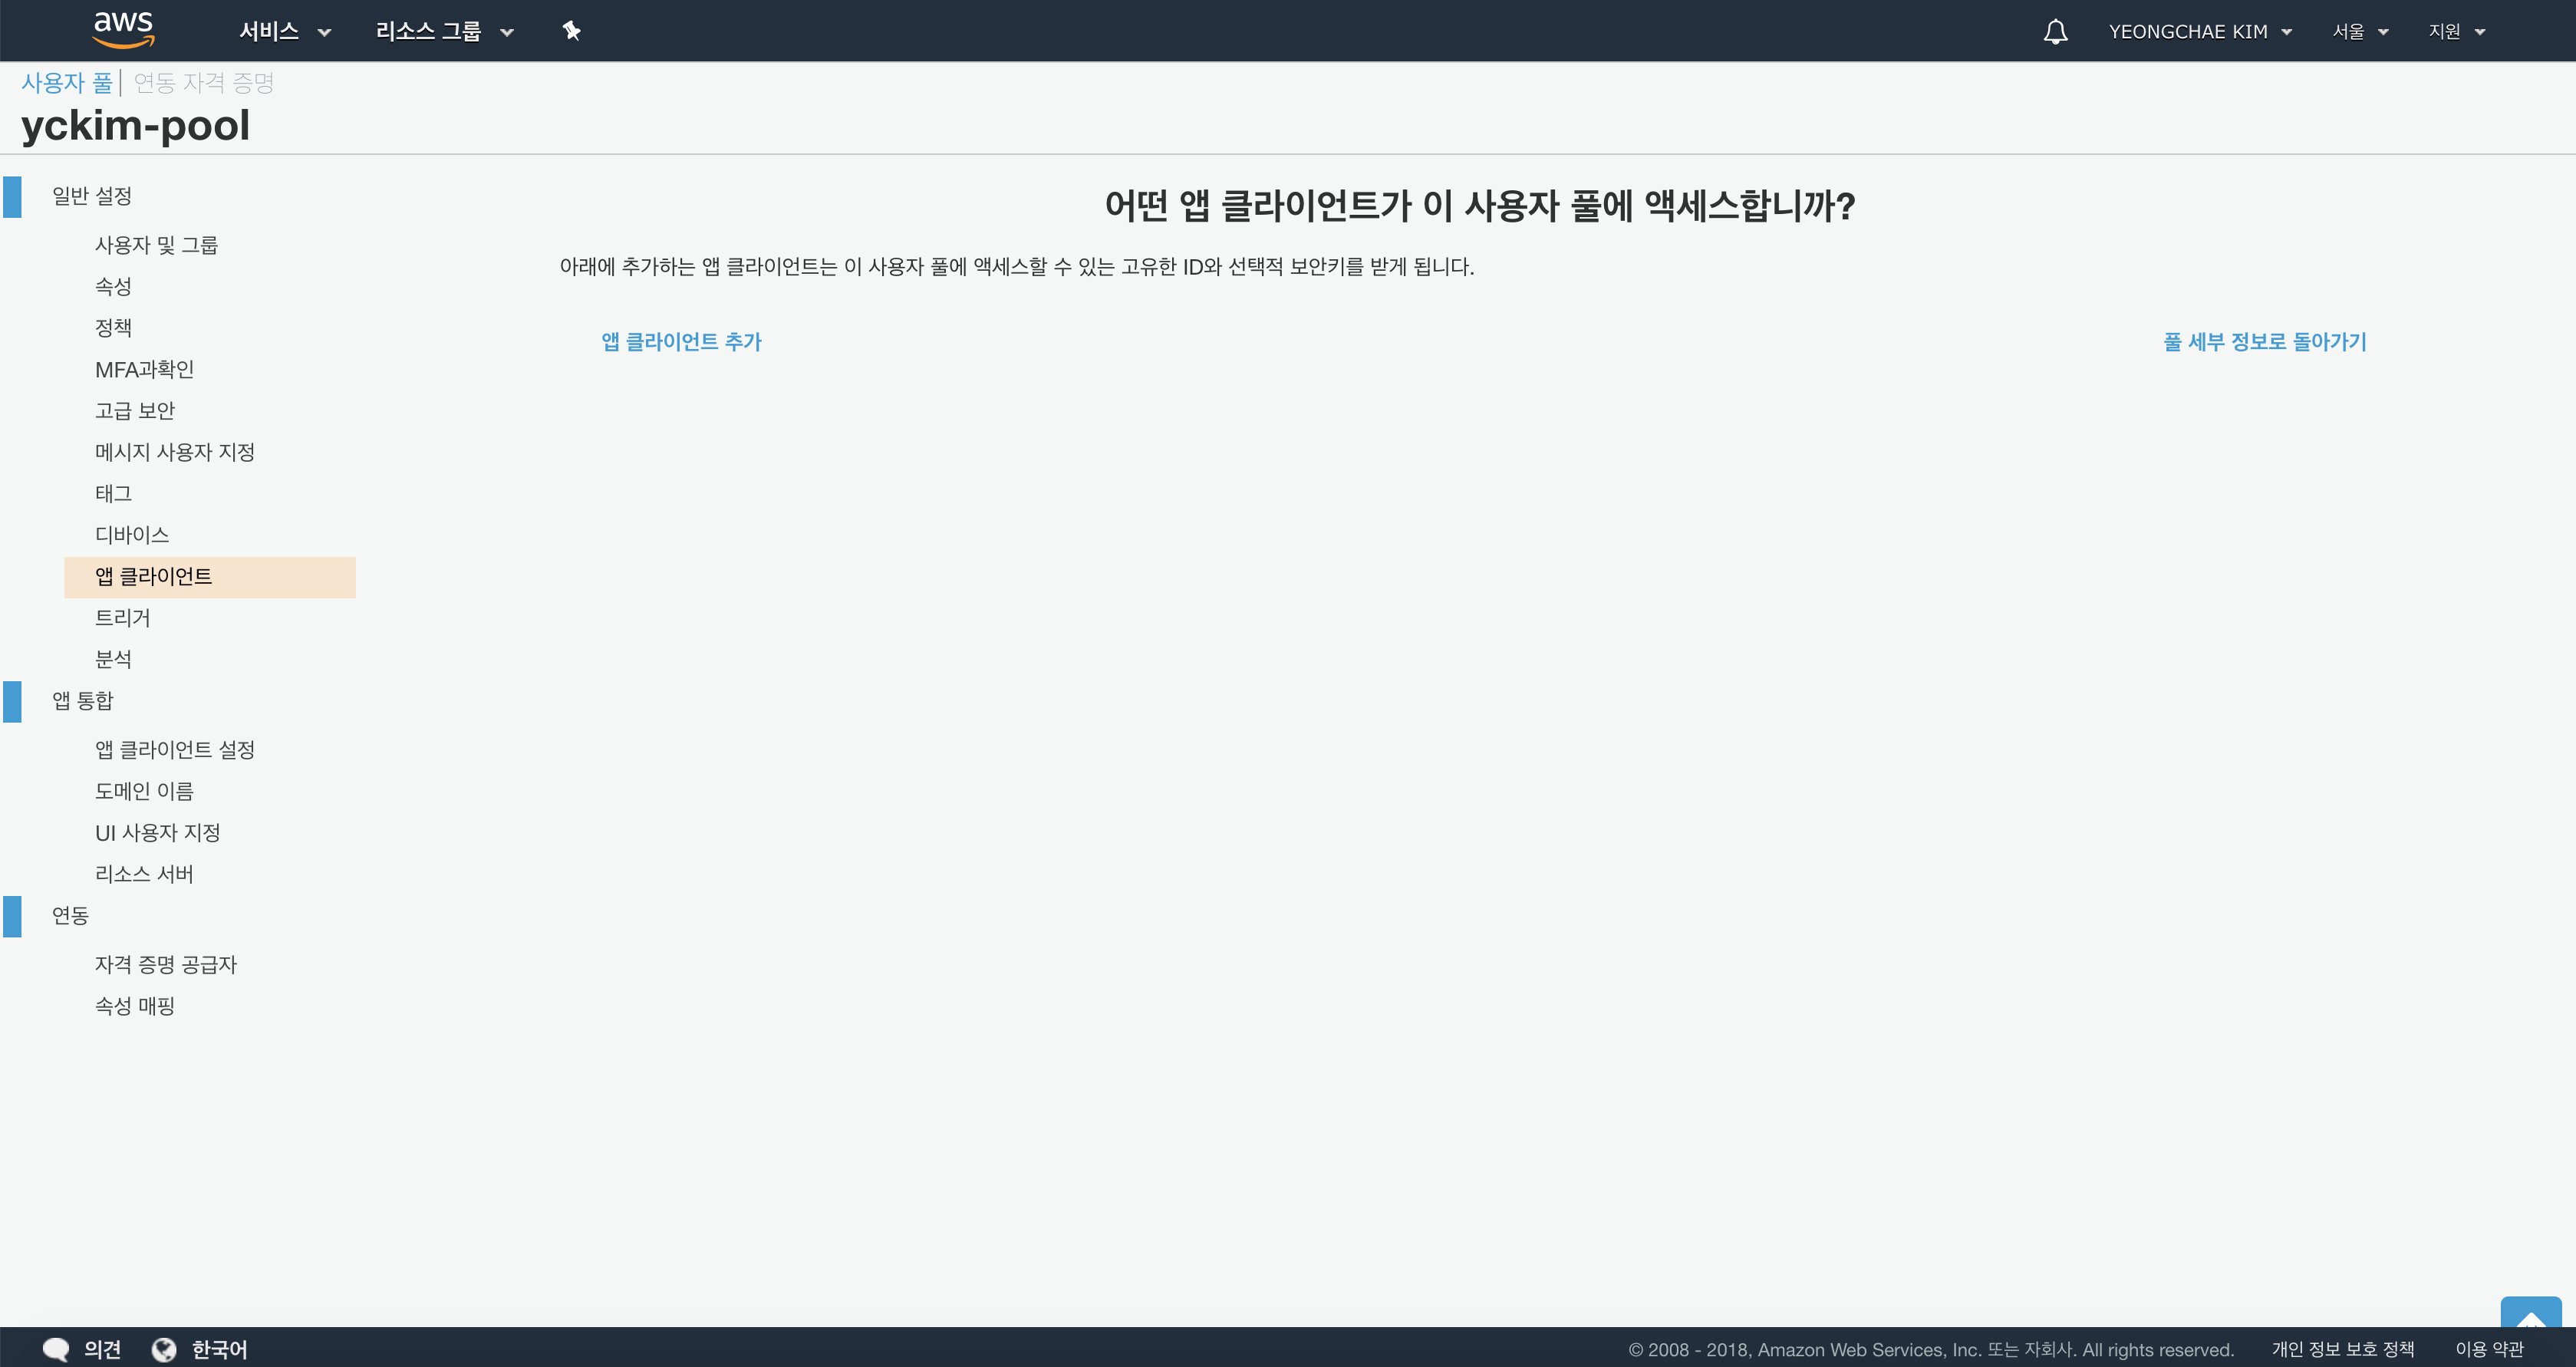 aws 서비스 리소스 그룹 YEONGCHAE KIM 서울 지원
사용자 풀 | 연동 자격 증명
yckim-pool
일반 설정
사용자 및 그룹
속성
정책
MFA과확인
고급 보안
메시지 사용자 지정
태그
디바이스
앱 클라이언트
트리거
분석
앱 통합
앱 클라이언트 설정
도메인 이름
UI 사용자 지정
리소스 서버
연동
자격 증명 공급자
속성 매핑
어떤 앱 클라이언트가 이 사용자 풀에 액세스합니까?
아래에 추가하는 앱 클라이언트는 이 사용자 풀에 액세스할 수 있는 고유한 ID와 선택적 보안키를 받게 됩니다.
앱 클라이언트 추가 풀 세부 정보로 돌아가기
의견 한국어 © 2008 - 2018, Amazon Web Services, Inc. 또는 자회사. All rights reserved. 개인 정보 보호 정책 이용 약관